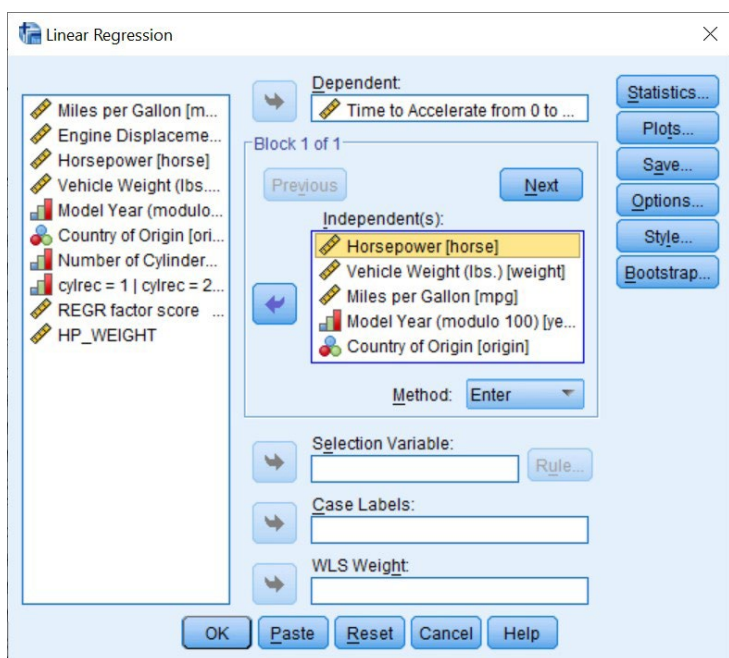 Linear Regression
Miles per Gallon [m...
Engine Displaceme...
Horsepower [horse]
Vehicle Weight (lbs....
Model Year (modulo...
Country of Origin [ori...
Number of Cylinder...
cylrec = 1 | cylrec = 2...
REGR factor score ...
HP_WEIGHT
Dependent:
Time to Accelerate from 0 to ...
Block 1 of 1
Previous
Next
Independent(s):
Horsepower [horse]
Vehicle Weight (lbs.) [weight]
Miles per Gallon [mpg]
Model Year (modulo 100) [ye...
Country of Origin [origin]
Method: Enter
Selection Variable:
Rule...
Case Labels:
WLS Weight:
Statistics...
Plots...
Save...
Options...
Style...
Bootstrap...
OK Paste Reset Cancel Help